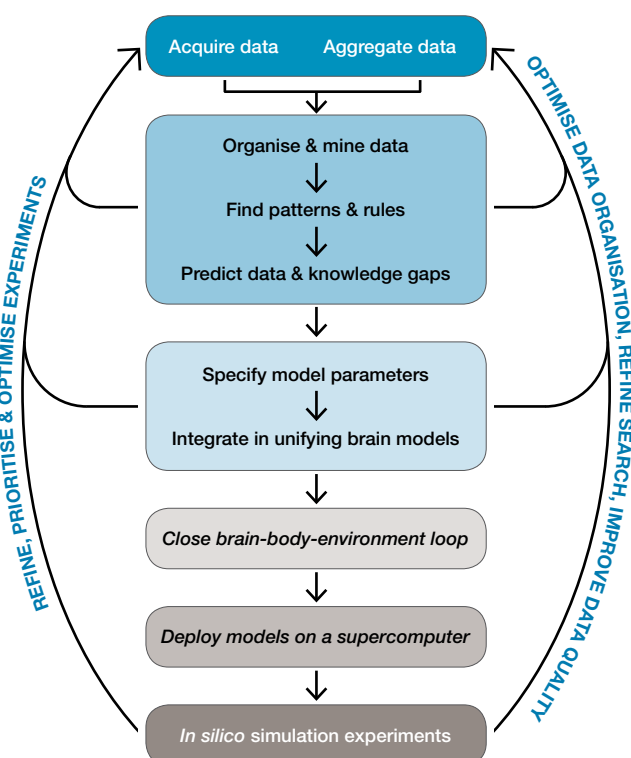 Acquire data
Aggregate data
Organise & mine data
Find patterns & rules
Predict data & knowledge gaps
Specify model parameters
Integrate in unifying brain models
Close brain-body-environment loop
Deploy models on a supercomputer
In silico simulation experiments
REFINE, PRIORITISE & OPTIMISE EXPERIMENTS
OPTIMISE DATA ORGANISATION, REFINE SEARCH, IMPROVE DATA QUALITY